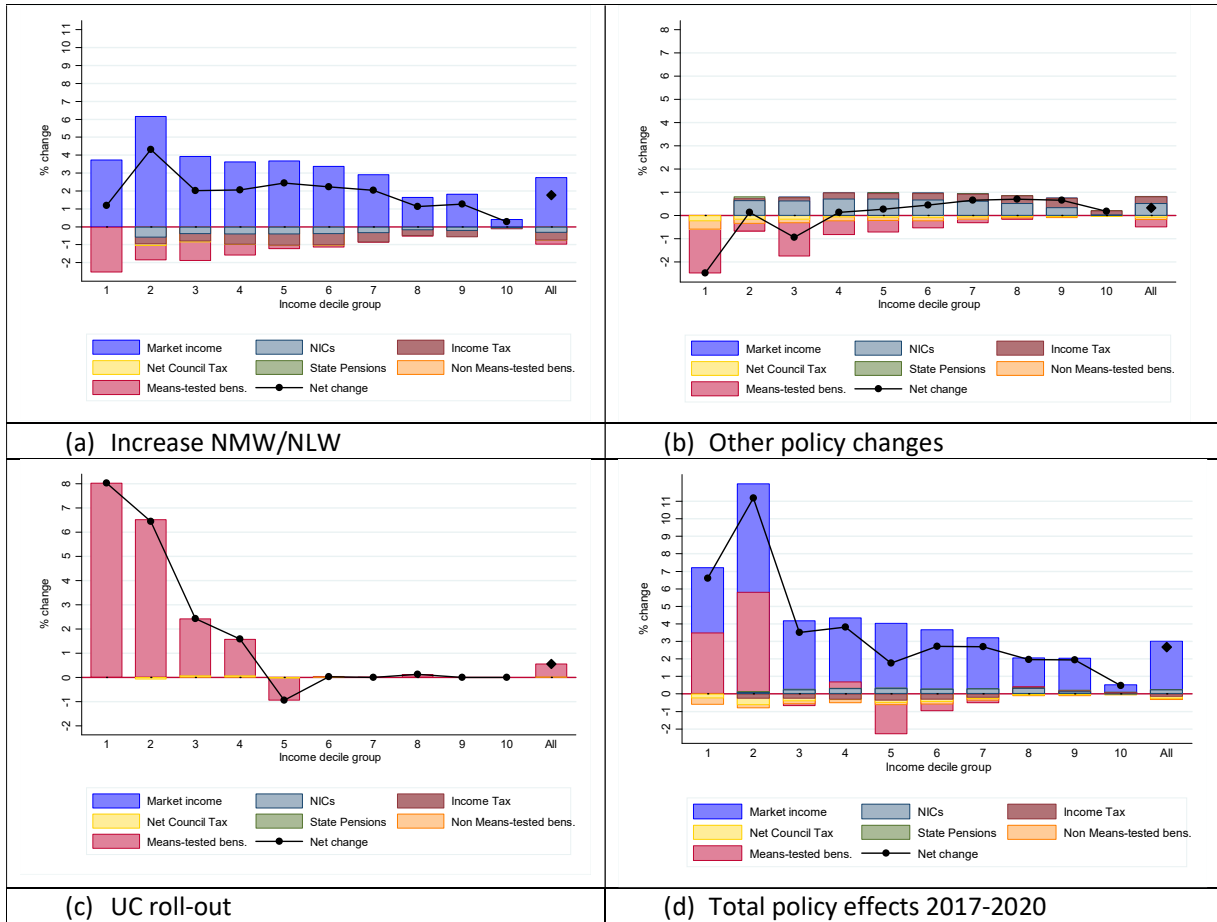 % change
11
10
9
8
7
6
5
4
3
2
1
0
-1
-2
1 2 3 4 5 6 7 8 9 10 All
Income decile group
Market income NICs Income Tax
Net Council Tax State Pensions Non Means-tested bens.
Means-tested bens. Net change
% change
8
7
6
5
4
3
2
1
0
-1
-2
1 2 3 4 5 6 7 8 9 10 All
Income decile group
Market income NICs Income Tax
Net Council Tax State Pensions Non Means-tested bens.
Means-tested bens. Net change
(a) Increase NMW/NLW
(b) Other policy changes
% change
8
7
6
5
4
3
2
1
0
-1
-2
1 2 3 4 5 6 7 8 9 10 All
Income decile group
Market income NICs Income Tax
Net Council Tax State Pensions Non Means-tested bens.
Means-tested bens. Net change
% change
11
10
9
8
7
6
5
4
3
2
1
0
-1
-2
1 2 3 4 5 6 7 8 9 10 All
Income decile group
Market income NICs Income Tax
Net Council Tax State Pensions Non Means-tested bens.
Means-tested bens. Net change
(c) UC roll-out
(d) Total policy effects 2017-2020